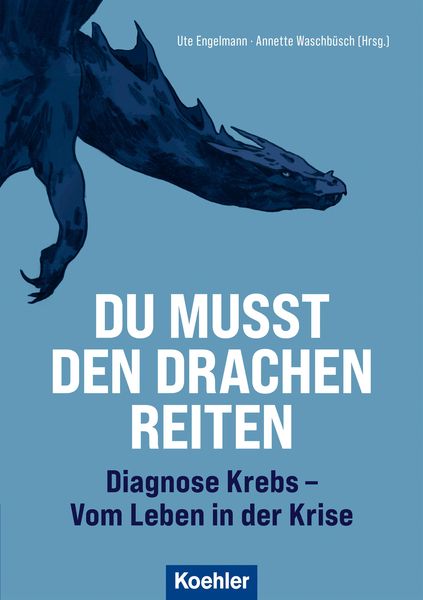 Ute Engelmann · Annette Waschbüsch (Hrsg.)
DU MUSST
DEN DRACHEN
REITEN
Diagnose Krebs –
Vom Leben in der Krise
Koehler